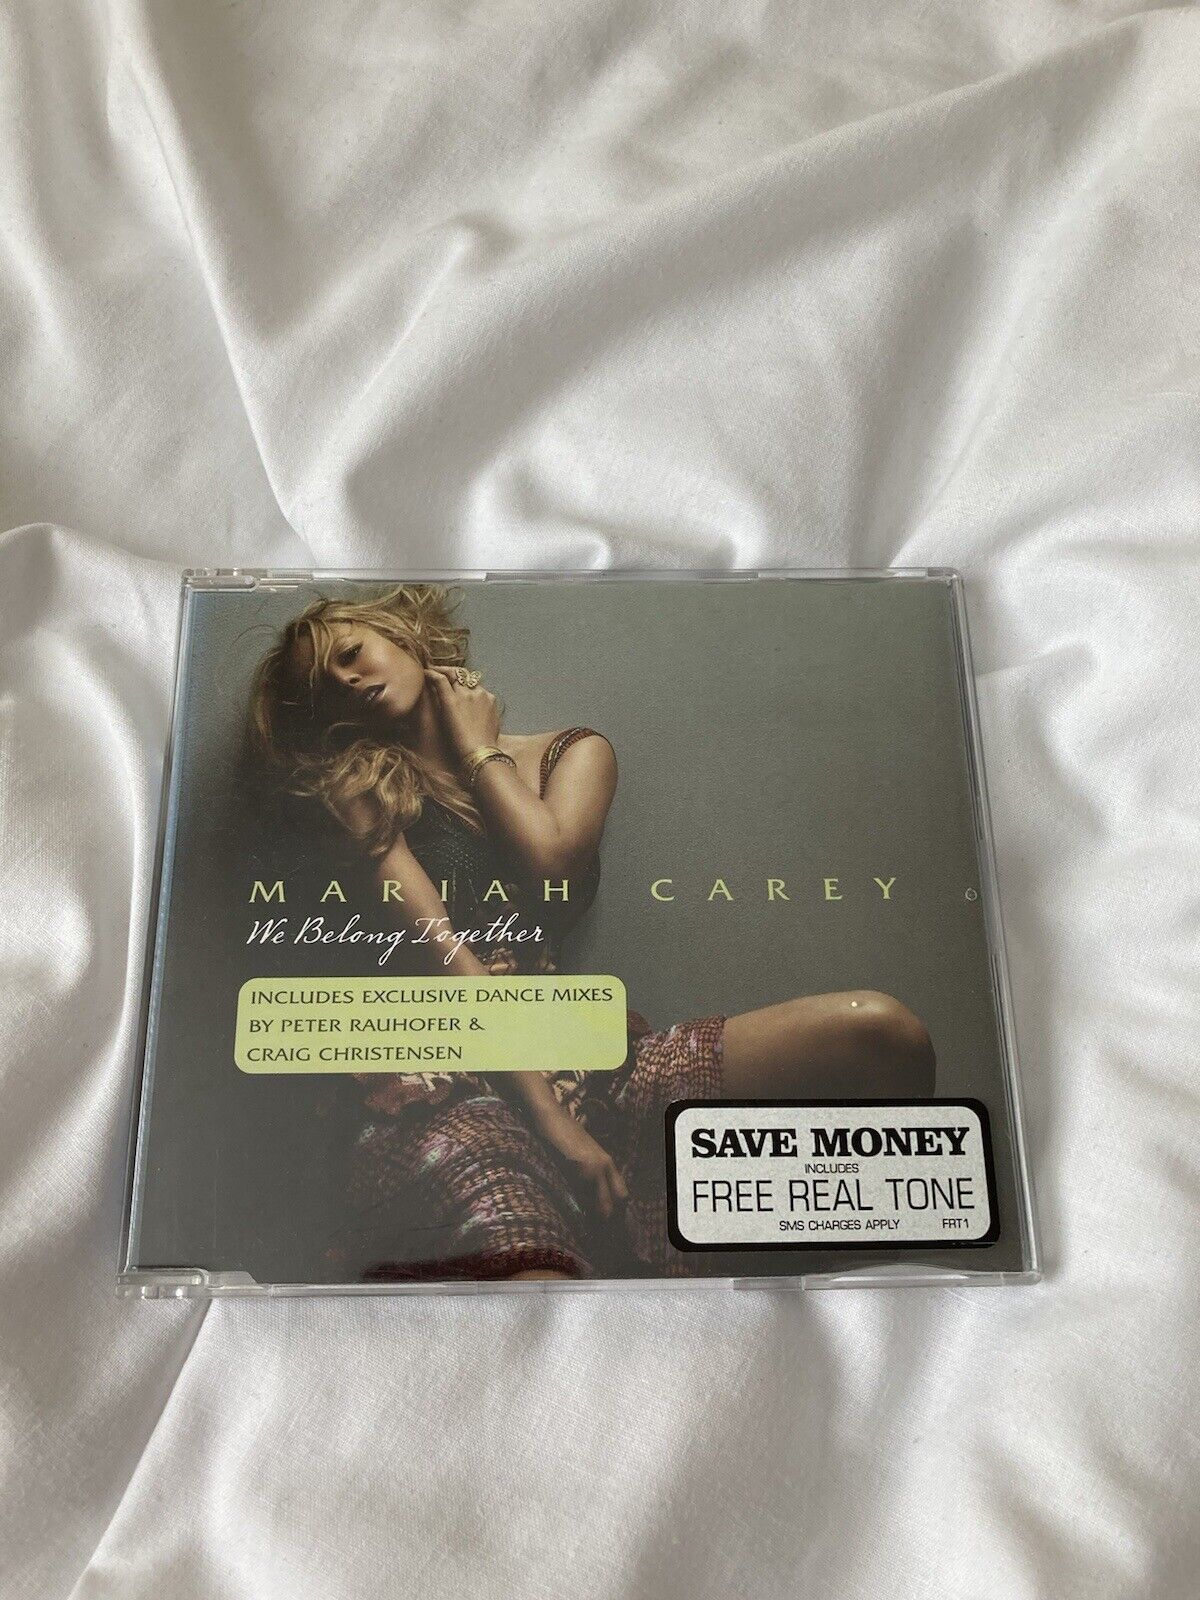 MARIAH CAREY
We Belong Together
INCLUDES EXCLUSIVE DANCE MIXES
BY PETER RAUHOFER &
CRAIG CHRISTENSEN
SAVE MONEY
INCLUDES
FREE REAL TONE
SMS CHARGES APPLY FRT1